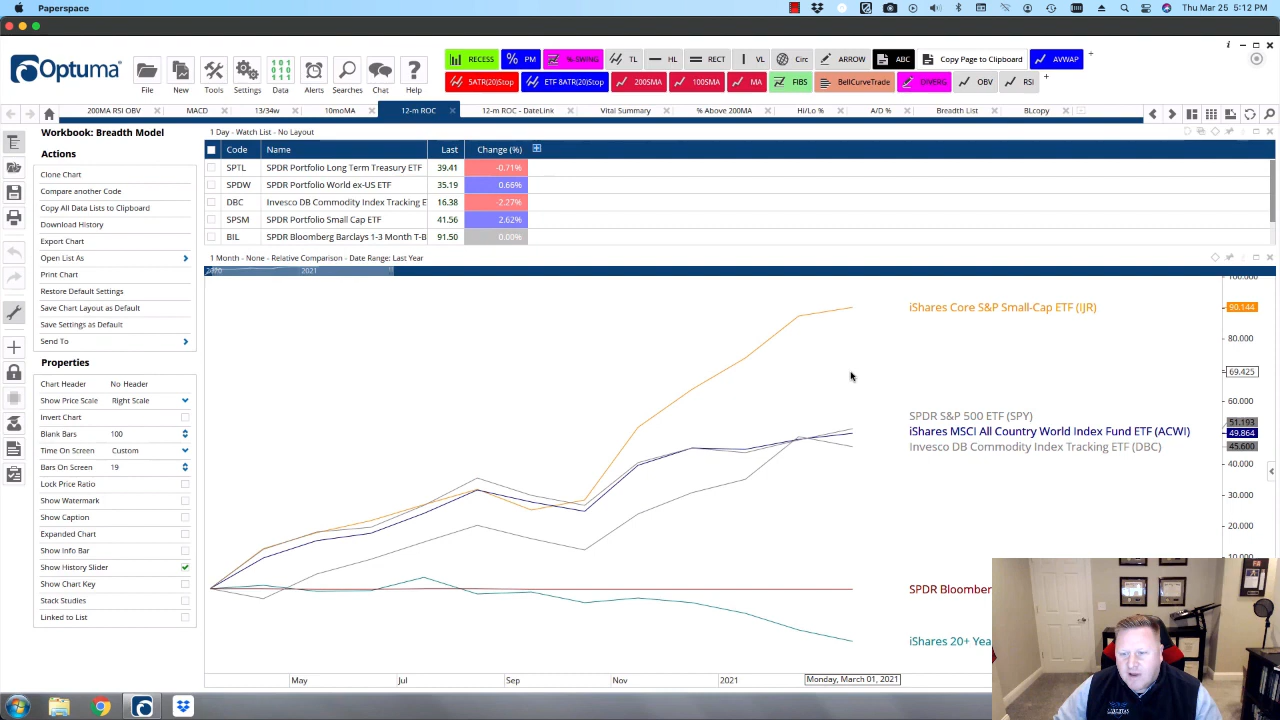 Paperspace
Thu Mar 25 5:12 PM
Optuma
File New Tools Settings Data Alerts Searches Chat Help
RECESS % PM %-SWING TL HL RECT VL Circ ARROW ABC Copy Page to Clipboard AVWAP
5ATR(20)Stop ETF 8ATR(20)Stop 200SMA 100SMA MA FIBS BellCurveTrade DIVERG OBV RSI
200MA RSI OBV MACD 13/34w 10moMA 12-m ROC 12-m ROC - DateLink Vital Summary % Above 200MA Hi/Lo % A/D % Breadth List BLcopy
Workbook: Breadth Model
Actions
Clone Chart
Compare another Code
Copy All Data Lists to Clipboard
Download History
Export Chart
Open List As
Print Chart
Restore Default Settings
Save Chart Layout as Default
Save Settings as Default
Send To
Properties
Chart Header No Header
Show Price Scale Right Scale
Invert Chart
Blank Bars 100
Time On Screen Custom
Bars On Screen 19
Lock Price Ratio
Show Watermark
Show Caption
Expanded Chart
Show Info Bar
Show History Slider
Show Chart Key
Stack Studies
Linked to List
1 Day - Watch List - No Layout
Code Name Last Change (%)
SPTL SPDR Portfolio Long Term Treasury ETF 39.41 -0.71%
SPDW SPDR Portfolio World ex-US ETF 35.19 0.66%
DBC Invesco DB Commodity Index Tracking E 16.38 -2.27%
SPSM SPDR Portfolio Small Cap ETF 41.56 2.62%
BIL SPDR Bloomberg Barclays 1-3 Month T-B 91.50 0.00%
1 Month - None - Relative Comparison - Date Range: Last Year
2020 2021
100.000
iShares Core S&P Small-Cap ETF (IJR) 90.144
80.000
69.425
60.000
SPDR S&P 500 ETF (SPY) 51.193
iShares MSCI All Country World Index Fund ETF (ACWI) 49.864
Invesco DB Commodity Index Tracking ETF (DBC) 45.600
40.000
30.000
20.000
10.000
SPDR Bloomber
iShares 20+ Yea
May Jul Sep Nov 2021 Monday, March 01, 2021